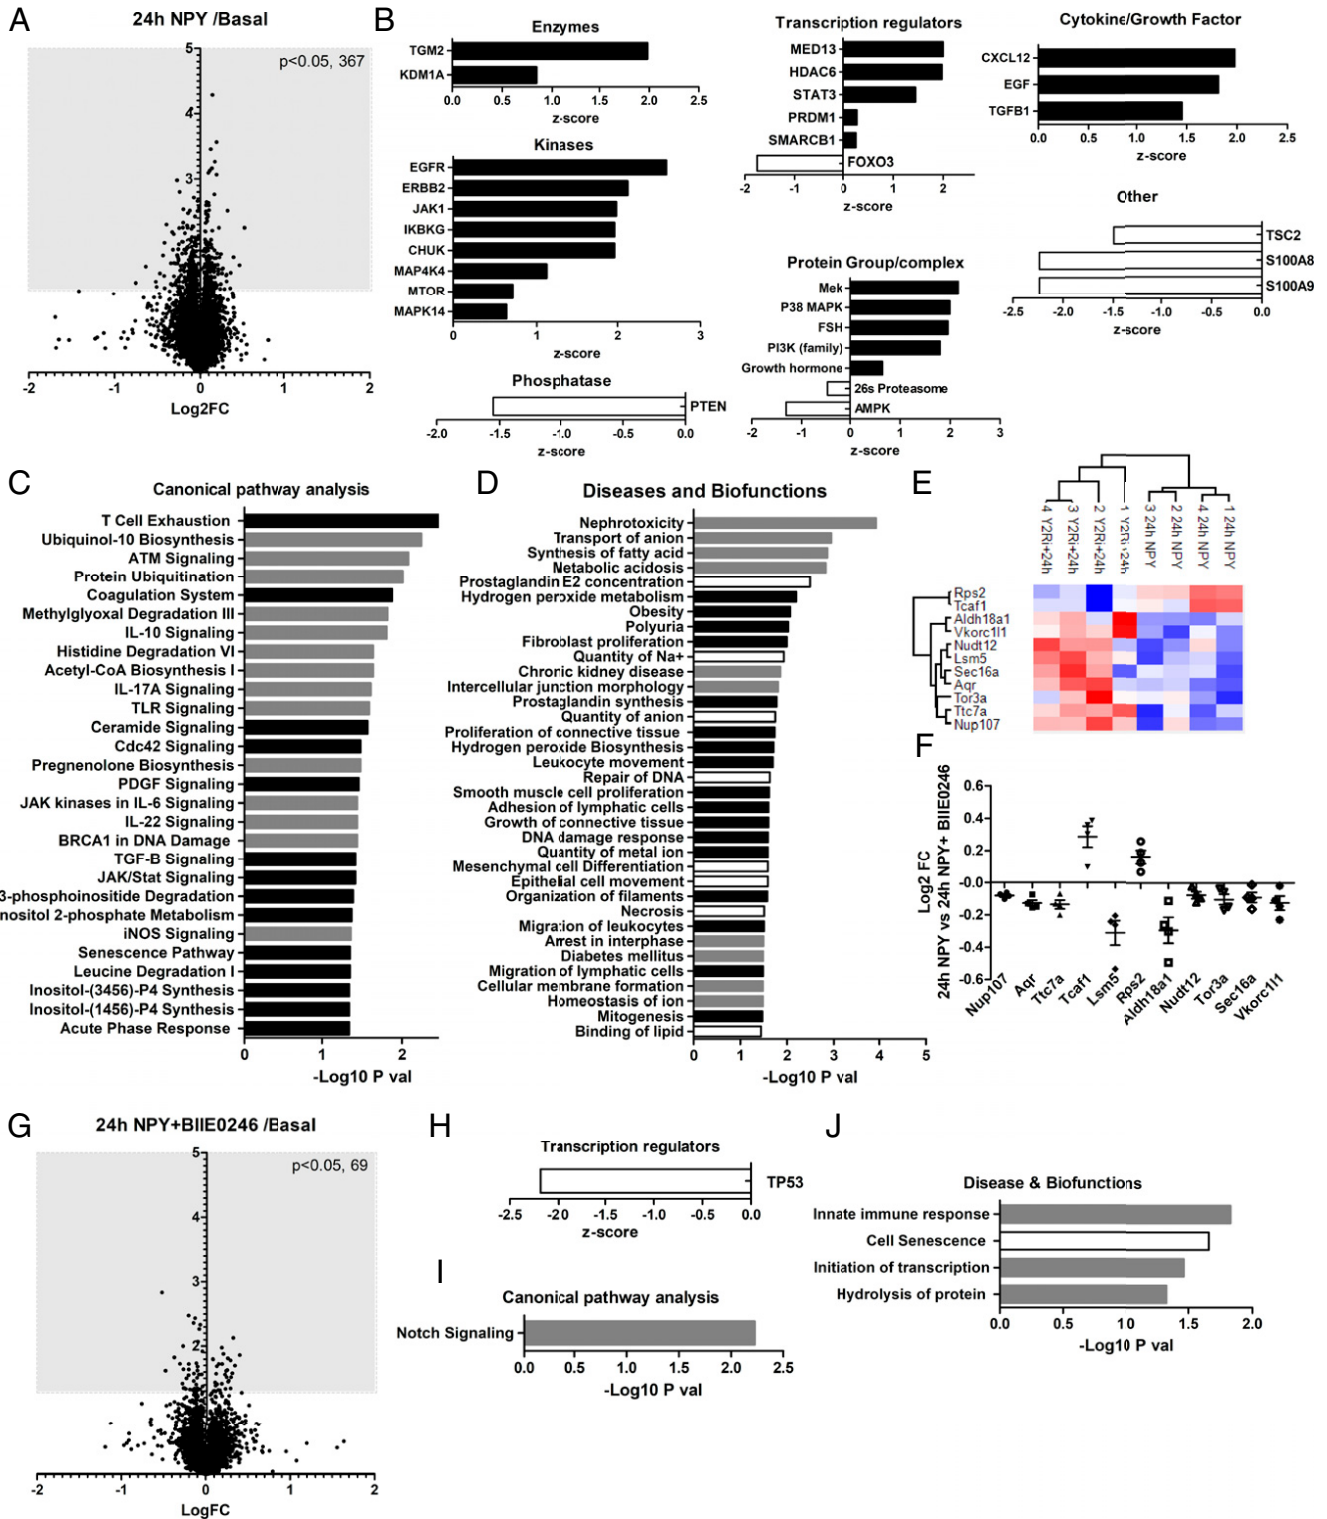 A
24h NPY /Basal
p<0.05, 367
5
4
3
-2 -1 0 1 2
Log2FC
B
Enzymes
TGM2
KDM1A
0.0 0.5 1.0 1.5 2.0 2.5
z-score
Kinases
EGFR
ERBB2
JAK1
IKBKG
CHUK
MAP4K4
MTOR
MAPK14
0 1 2 3
z-score
Phosphatase
PTEN
-2.0 -1.5 -1.0 -0.5 0.0
z-score
Transcription regulators
MED13
HDAC6
STAT3
PRDM1
SMARCB1
FOXO3
-2 -1 0 1 2
z-score
Protein Group/complex
Mek
P38 MAPK
FSH
PI3K (family)
Growth hormone
26s Proteasome
AMPK
-2 -1 0 1 2 3
z-score
Cytokine/Growth Factor
CXCL12
EGF
TGFB1
0.0 0.5 1.0 1.5 2.0 2.5
z-score
Other
TSC2
S100A8
S100A9
-2.5 -2.0 -1.5 -1.0 -0.5 0.0
z-score
C
Canonical pathway analysis
T Cell Exhaustion
Ubiquinol-10 Biosynthesis
ATM Signaling
Protein Ubiquitination
Coagulation System
Methylglyoxal Degradation III
IL-10 Signaling
Histidine Degradation VI
Acetyl-CoA Biosynthesis I
IL-17A Signaling
TLR Signaling
Ceramide Signaling
Cdc42 Signaling
Pregnenolone Biosynthesis
PDGF Signaling
JAK kinases in IL-6 Signaling
IL-22 Signaling
BRCA1 in DNA Damage
TGF-B Signaling
JAK/Stat Signaling
3-phosphoinositide Degradation
nositol 2-phosphate Metabolism
iNOS Signaling
Senescence Pathway
Leucine Degradation I
Inositol-(3456)-P4 Synthesis
Inositol-(1456)-P4 Synthesis
Acute Phase Response
0 1 2
-Log10 P val
D
Diseases and Biofunctions
Nephrotoxicity
Transport of anion
Synthesis of fatty acid
Netabolic acidosis
Prostaglandin E2 concentration
Hydrogen peroxide metabolism
Obesity
Polyuria
Fibroblast proliferation
Quantity of Na+
Chronic kidney disease
Intercellular junction morphology
Prostaglandin synthesis
Quantity of anion
Proliferation of connective tissue
Hydrogen peroxide Biosynthesis
Leukocyte movement
Repair of DNA
Smooth muscle cell proliferation
Adhesion of lymphatic cells
Growth of connective tissue
DNA damage response
Quantity of metal ion
Mesenchymal cell Differentiation
Epithelial cell movement
Organization of filaments
Necrosis
Migration of leukocytes
Arrest in interphase
Diabetes mellitus
Migration of lymphatic cells
Cellular membrane formation
Homeostasis of ion
Mitogenesis
Binding of lipid
0 1 2 3 4 5
-Log10 P val
E
4 Y2Ri+24h
3 Y2Ri+24h
2 Y2Ri+24h
1 Y2Ri+24h
3 24h NPY
2 24h NPY
4 24h NPY
1 24h NPY
Rps2
Tcaf1
Aldh18a1
Vkorc1l1
Nudt12
Lsm5
Sec16a
Aqr
Tor3a
Ttc7a
Nup107
F
Log2 FC
24h NPY vs 24h NPY+ BIIE0246
0.6
0.4
0.2
-0.0
-0.2
-0.4
-0.6
Nup107
Aqr
Ttc7a
Tcaf1
Lsm5
Rps2
Aldh18a1
Nudt12
Tor3a
Sec16a
Vkorc1l1
G
24h NPY+BIIE0246 /Basal
p<0.05, 69
5
4
3
2
-2 -1 0 1 2
LogFC
H
Transcription regulators
TP53
-2.5 -2.0 -1.5 -1.0 -0.5 0.0
z-score
I
Canonical pathway analysis
Notch Signaling
0.0 0.5 1.0 1.5 2.0 2.5
-Log10 P val
J
Disease & Biofunctions
Innate immune response
Cell Senescence
Initiation of transcription
Hydrolysis of protein
0.0 0.5 1.0 1.5 2.0
-Log10 P val